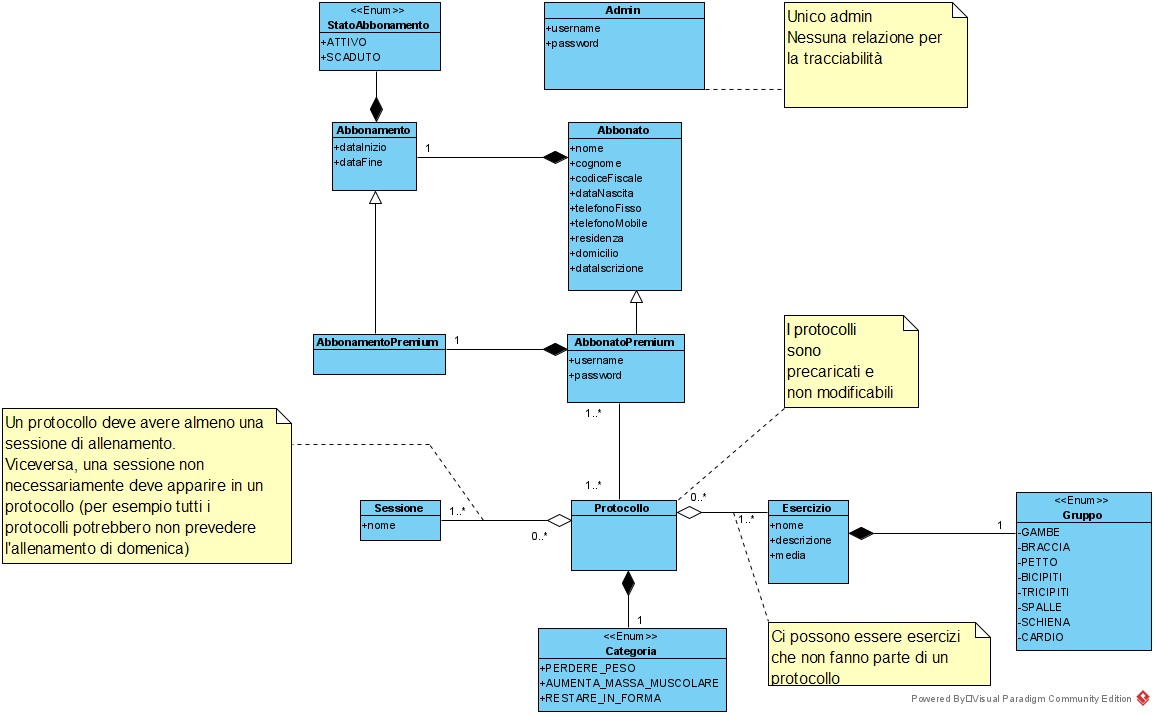 <<Enum>>
StatoAbbonamento
+ATTIVO
+SCADUTO
Admin
+username
+password
Unico admin
Nessuna relazione per
la tracciabilità
Abbonamento
+dataInizio
+dataFine
1
Abbonato
+nome
+cognome
+codiceFiscale
+dataNascita
+telefonoFisso
+telefonoMobile
+residenza
+domicilio
+dataIscrizione
AbbonamentoPremium
1
AbbonatoPremium
+username
+password
1..*
1..*
I protocolli
sono
precaricati e
non modificabili
Un protocollo deve avere almeno una
sessione di allenamento.
Viceversa, una sessione non
necessariamente deve apparire in un
protocollo (per esempio tutti i
protocolli potrebbero non prevedere
l'allenamento di domenica)
Sessione
+nome
1..*
0..*
Protocollo
0..*
1..*
Esercizio
+nome
+descrizione
+media
1
<<Enum>>
Gruppo
-GAMBE
-BRACCIA
-PETTO
-BICIPITI
-TRICIPITI
-SPALLE
-SCHIENA
-CARDIO
1
<<Enum>>
Categoria
+PERDERE_PESO
+AUMENTA_MASSA_MUSCOLARE
+RESTARE_IN_FORMA
Ci possono essere esercizi
che non fanno parte di un
protocollo
Powered By Visual Paradigm Community Edition